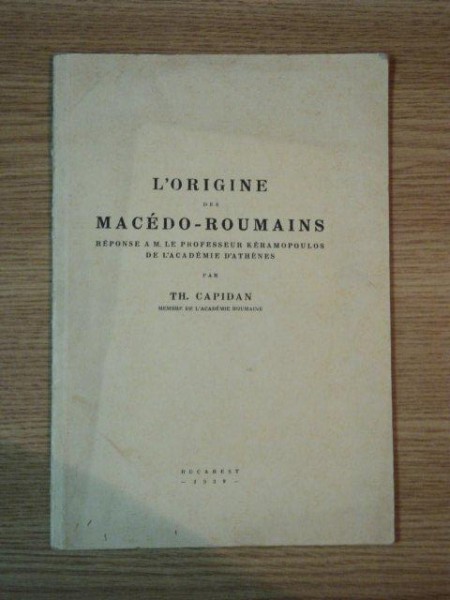 L'ORIGINE
DES
MACÉDO-ROUMAINS
RÉPONSE A M. LE PROFESSEUR KÉRAMOPOULOS
DE L'ACADÉMIE D'ATHÈNES
PAR
TH. CAPIDAN
MEMBRE DE L'ACADÉMIE ROUMAINE
BUCAREST
- 1939 -